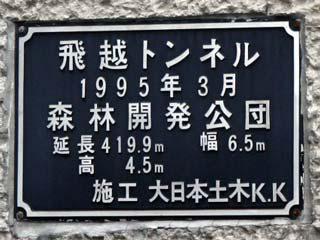 飛越トンネル
1995年3月
森林開発公団
延長419.9m 幅6.5m
高 4.5m
施工 大日本土木K.K